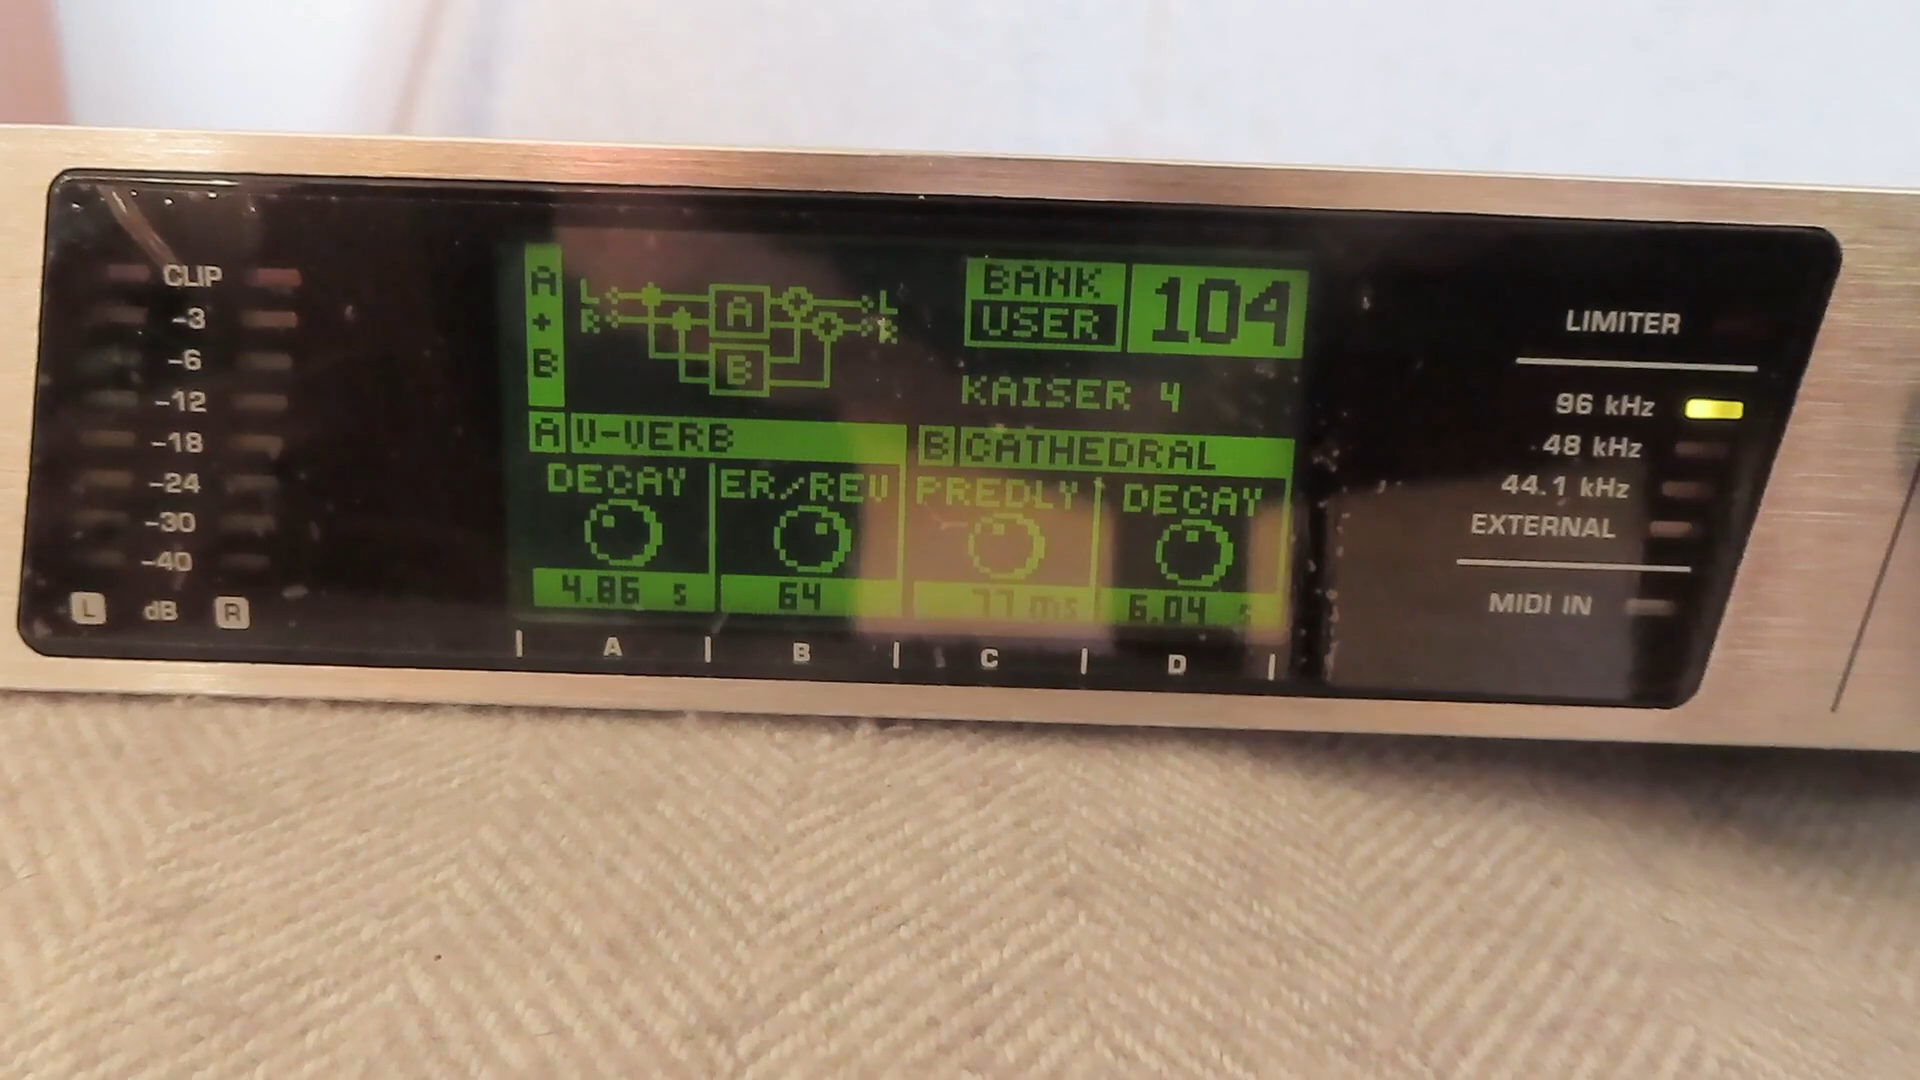 CLIP
-3
-6
-12
-18
-24
-30
-40
L dB R
A
+
B
L A L
R B R
BANK
USER
104
KAISER 4
A V-VERB
B CATHEDRAL
DECAY ER/REV PREDLY DECAY
4.86 s 64 77 ms 6.04 s
A B C D
LIMITER
96 kHz
48 kHz
44.1 kHz
EXTERNAL
MIDI IN